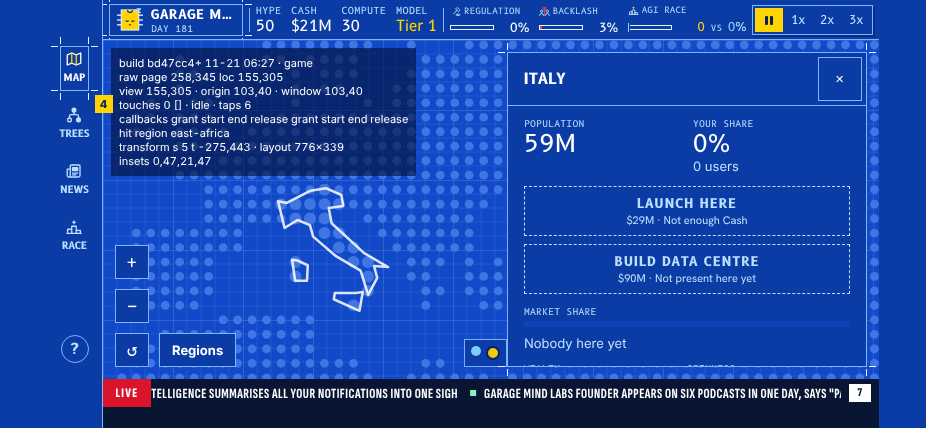 GARAGE M...
DAY 181
HYPE
50
CASH
$21M
COMPUTE
30
MODEL
Tier 1
REGULATION
0%
BACKLASH
3%
AGI RACE
0 vs 0%
1x
2x
3x
MAP
4
TREES
NEWS
RACE
?
build bd47cc4+ 11-21 06:27 · game
raw page 258,345 loc 155,305
view 155,305 · origin 103,40 · window 103,40
touches 0 [] · idle · taps 6
callbacks grant start end release grant start end release
hit region east-africa
transform s 5 t -275,443 · layout 776×339
insets 0,47,21,47
+
−
↺
Regions
ITALY
×
POPULATION
59M
YOUR SHARE
0%
0 users
LAUNCH HERE
$29M · Not enough Cash
BUILD DATA CENTRE
$90M · Not present here yet
MARKET SHARE
Nobody here yet
LIVE
TELLIGENCE SUMMARISES ALL YOUR NOTIFICATIONS INTO ONE SIGH
GARAGE MIND LABS FOUNDER APPEARS ON SIX PODCASTS IN ONE DAY, SAYS "P
7